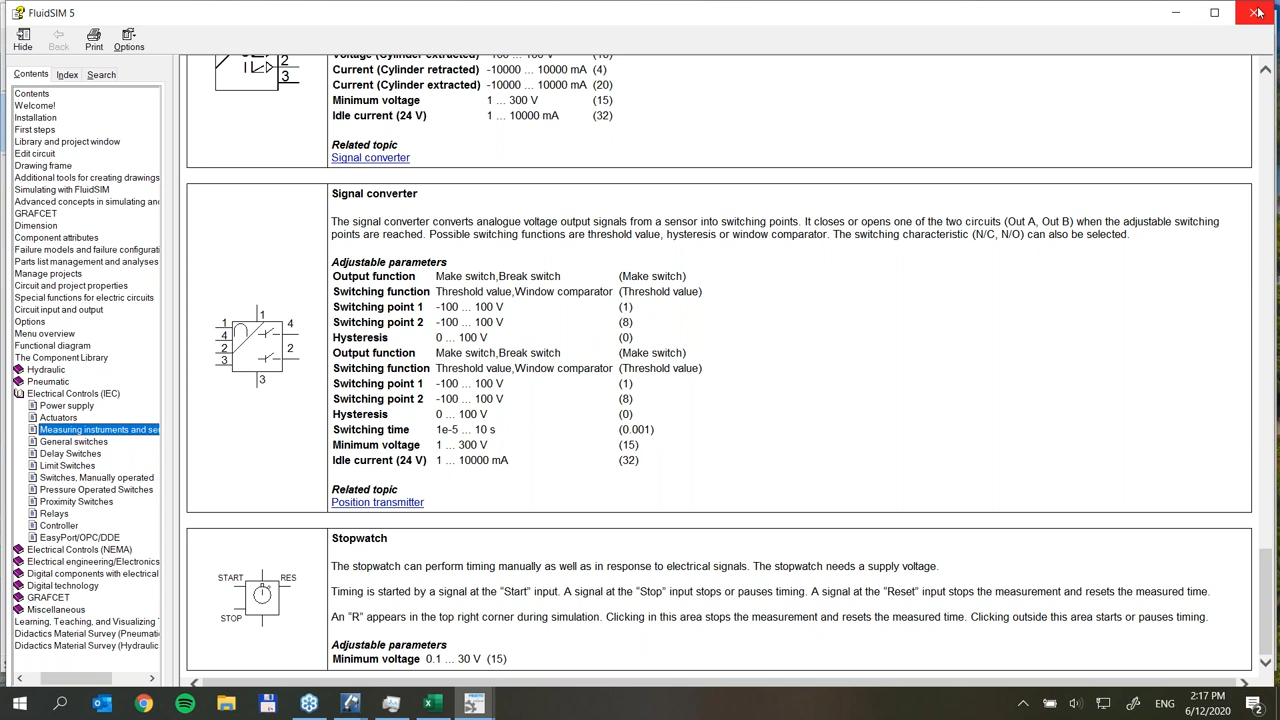 FluidSIM 5
Hide Back Print Options
Contents Index Search
Contents
Welcome!
Installation
First steps
Library and project window
Edit circuit
Drawing frame
Additional tools for creating drawings
Simulating with FluidSIM
Advanced concepts in simulating an
GRAFCET
Dimension
Component attributes
Failure models and failure configurati
Parts list management and analyses
Manage projects
Circuit and project properties
Special functions for electric circuits
Circuit input and output
Options
Menu overview
Functional diagram
The Component Library
Hydraulic
Pneumatic
Electrical Controls (IEC)
Power supply
Actuators
Measuring instruments and se
General switches
Delay Switches
Limit Switches
Switches, Manually operated
Pressure Operated Switches
Proximity Switches
Relays
Controller
EasyPort/OPC/DDE
Electrical Controls (NEMA)
Electrical engineering/Electronics
Digital components with electrical
Digital technology
GRAFCET
Miscellaneous
Learning, Teaching, and Visualizing
Didactics Material Survey (Pneumati
Didactics Material Survey (Hydraulic
2
3
Current (Cylinder retracted) -10000 ... 10000 mA (4)
Current (Cylinder extracted) -10000 ... 10000 mA (20)
Minimum voltage 1 ... 300 V (15)
Idle current (24 V) 1 ... 10000 mA (32)
Related topic
Signal converter
Signal converter
The signal converter converts analogue voltage output signals from a sensor into switching points. It closes or opens one of the two circuits (Out A, Out B) when the adjustable switching
points are reached. Possible switching functions are threshold value, hysteresis or window comparator. The switching characteristic (N/C, N/O) can also be selected.
Adjustable parameters
Output function Make switch,Break switch (Make switch)
Switching function Threshold value,Window comparator (Threshold value)
Switching point 1 -100 ... 100 V (1)
Switching point 2 -100 ... 100 V (8)
Hysteresis 0 ... 100 V (0)
Output function Make switch,Break switch (Make switch)
Switching function Threshold value,Window comparator (Threshold value)
Switching point 1 -100 ... 100 V (1)
Switching point 2 -100 ... 100 V (8)
Hysteresis 0 ... 100 V (0)
Switching time 1e-5 ... 10 s (0.001)
Minimum voltage 1 ... 300 V (15)
Idle current (24 V) 1 ... 10000 mA (32)
Related topic
Position transmitter
1
1 4
4
2 2
3
3
Stopwatch
The stopwatch can perform timing manually as well as in response to electrical signals. The stopwatch needs a supply voltage.
Timing is started by a signal at the "Start" input. A signal at the "Stop" input stops or pauses timing. A signal at the "Reset" input stops the measurement and resets the measured time.
An "R" appears in the top right corner during simulation. Clicking in this area stops the measurement and resets the measured time. Clicking outside this area starts or pauses timing.
Adjustable parameters
Minimum voltage 0.1 ... 30 V (15)
START RES
STOP
ENG
2:17 PM
6/12/2020
2